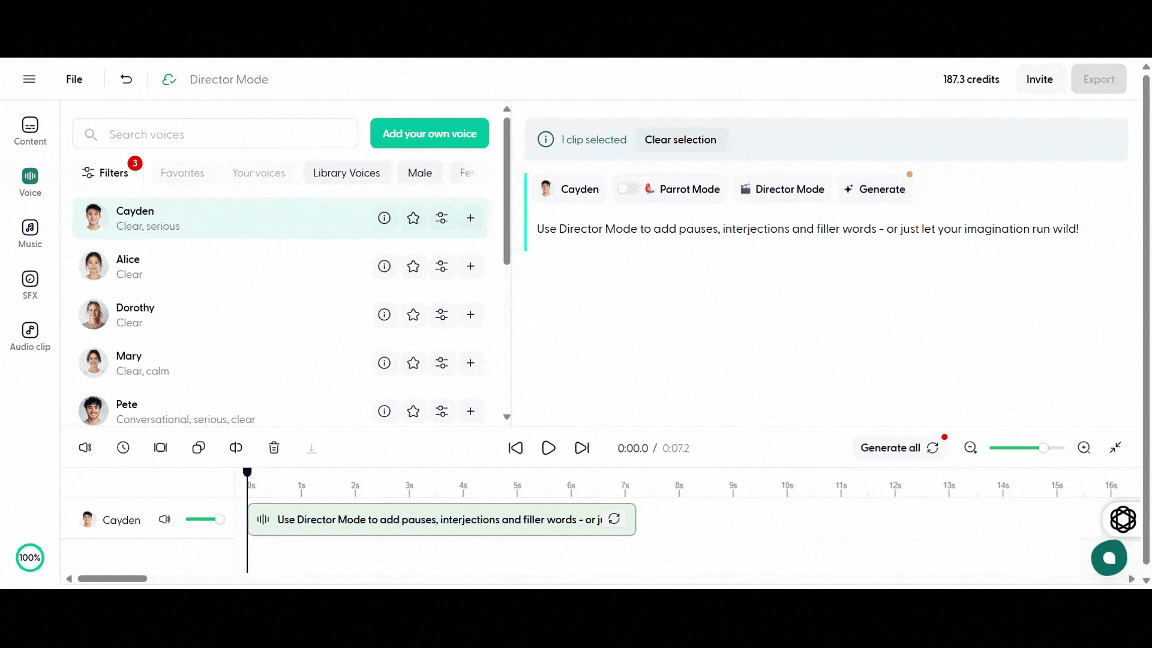 File
Director Mode
187.3 credits
Invite
Export
Content
Voice
Music
SFX
Audio clip
100%
Search voices
Add your own voice
Filters
3
Favorites
Your voices
Library Voices
Male
Fe
Cayden
Clear, serious
Alice
Clear
Dorothy
Clear
Mary
Clear, calm
Pete
Conversational, serious, clear
1 clip selected
Clear selection
Cayden
Parrot Mode
Director Mode
Generate
Use Director Mode to add pauses, interjections and filler words - or just let your imagination run wild!
0:00.0 / 0:07.2
Generate all
0s 1s 2s 3s 4s 5s 6s 7s 8s 9s 10s 11s 12s 13s 14s 15s 16s
Cayden
Use Director Mode to add pauses, interjections and filler words - or ju